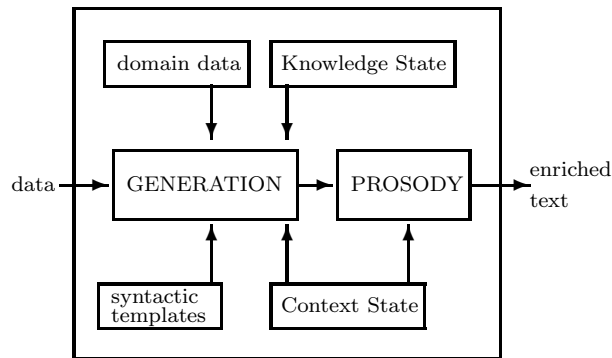 domain data
Knowledge State
data
GENERATION
PROSODY
enriched
text
syntactic
templates
Context State